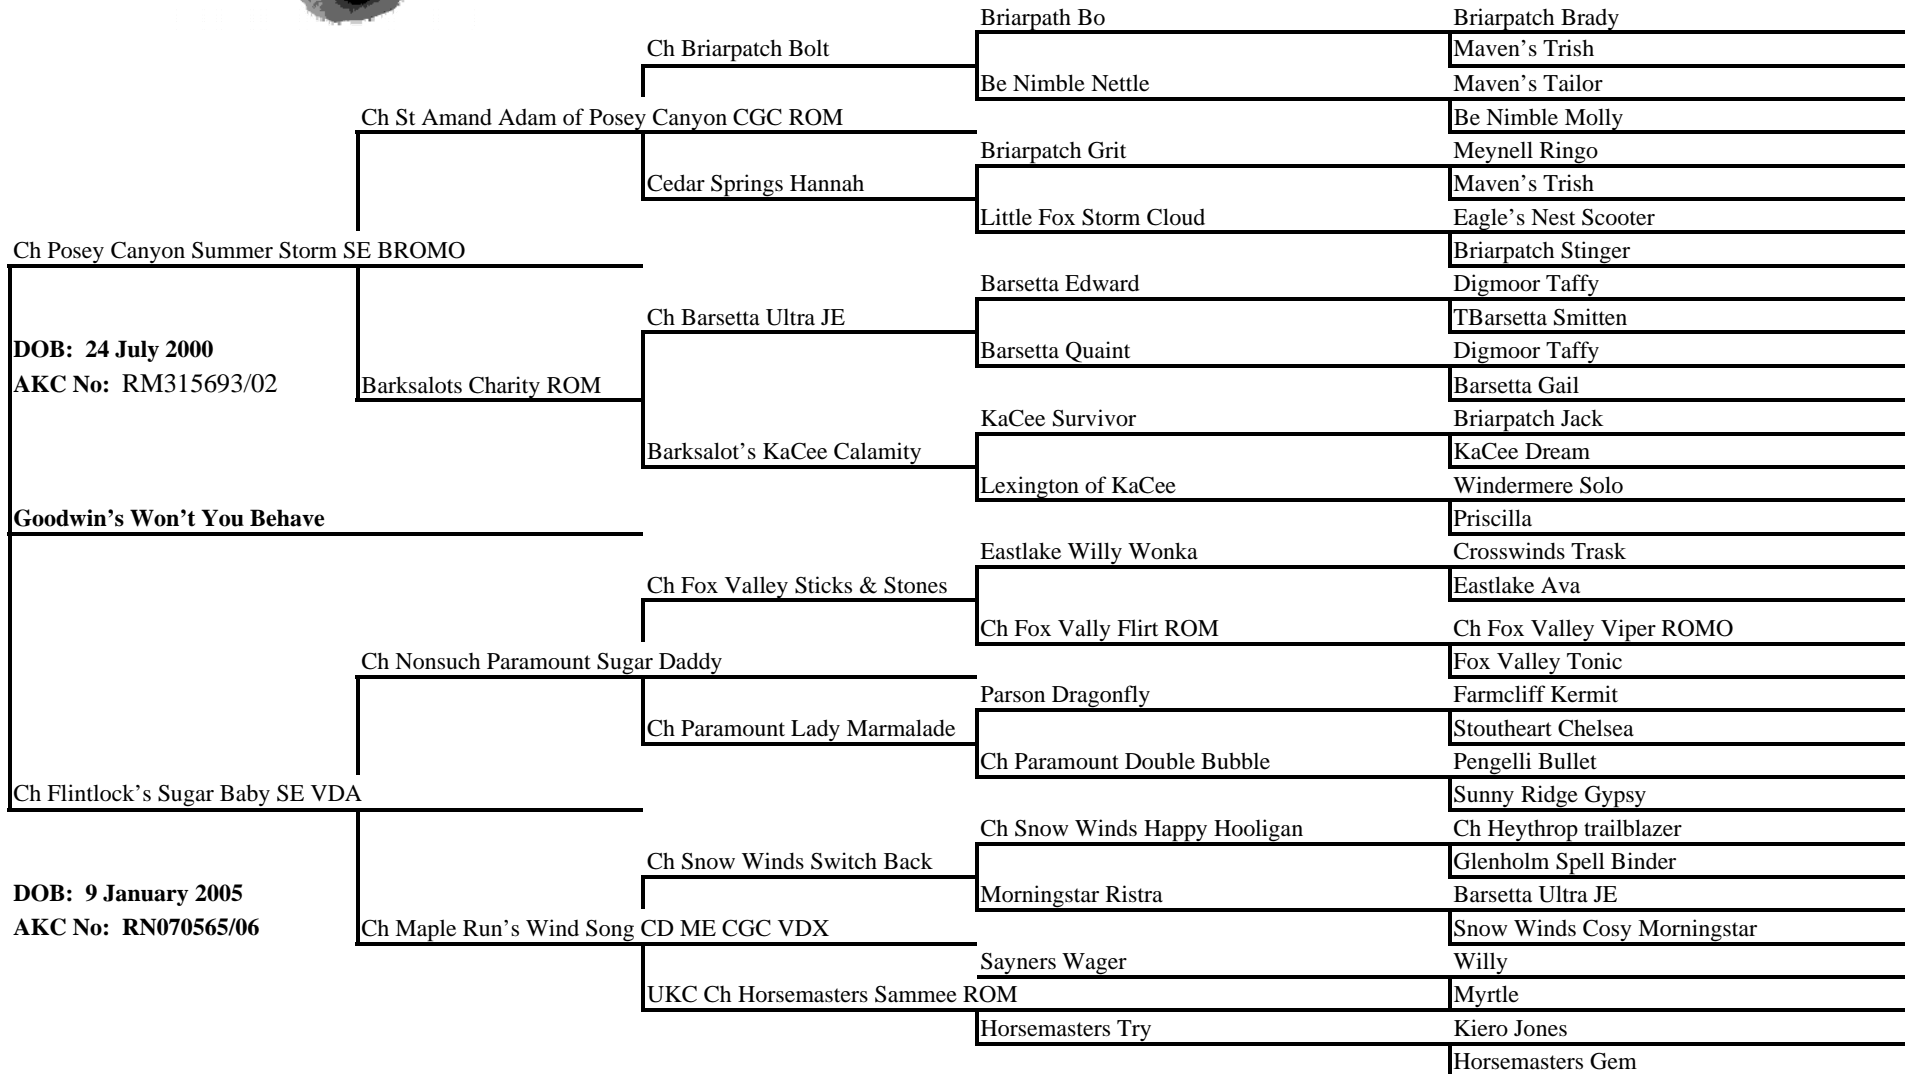 Briarpath Bo Briarpatch Brady
Ch Briarpatch Bolt Maven’s Trish
Be Nimble Nettle Maven’s Tailor
Ch St Amand Adam of Posey Canyon CGC ROM Be Nimble Molly
Briarpatch Grit Meynell Ringo
Cedar Springs Hannah Maven’s Trish
Little Fox Storm Cloud Eagle’s Nest Scooter
Ch Posey Canyon Summer Storm SE BROMO Briarpatch Stinger
Barsetta Edward Digmoor Taffy
Ch Barsetta Ultra JE TBarsetta Smitten
DOB: 24 July 2000 Barsetta Quaint Digmoor Taffy
AKC No: RM315693/02 Barksalots Charity ROM Barsetta Gail
KaCee Survivor Briarpatch Jack
Barksalot’s KaCee Calamity KaCee Dream
Lexington of KaCee Windermere Solo
Goodwin’s Won’t You Behave Priscilla
Eastlake Willy Wonka Crosswinds Trask
Ch Fox Valley Sticks & Stones Eastlake Ava
Ch Fox Vally Flirt ROM Ch Fox Valley Viper ROMO
Ch Nonsuch Paramount Sugar Daddy Fox Valley Tonic
Parson Dragonfly Farmcliff Kermit
Ch Paramount Lady Marmalade Stoutheart Chelsea
Ch Paramount Double Bubble Pengelli Bullet
Ch Flintlock’s Sugar Baby SE VDA Sunny Ridge Gypsy
Ch Snow Winds Happy Hooligan Ch Heythrop trailblazer
Ch Snow Winds Switch Back Glenholm Spell Binder
DOB: 9 January 2005 Morningstar Ristra Barsetta Ultra JE
AKC No: RN070565/06 Ch Maple Run’s Wind Song CD ME CGC VDX Snow Winds Cosy Morningstar
Sayners Wager Willy
UKC Ch Horsemasters Sammee ROM Myrtle
Horsemasters Try Kiero Jones
Horsemasters Gem